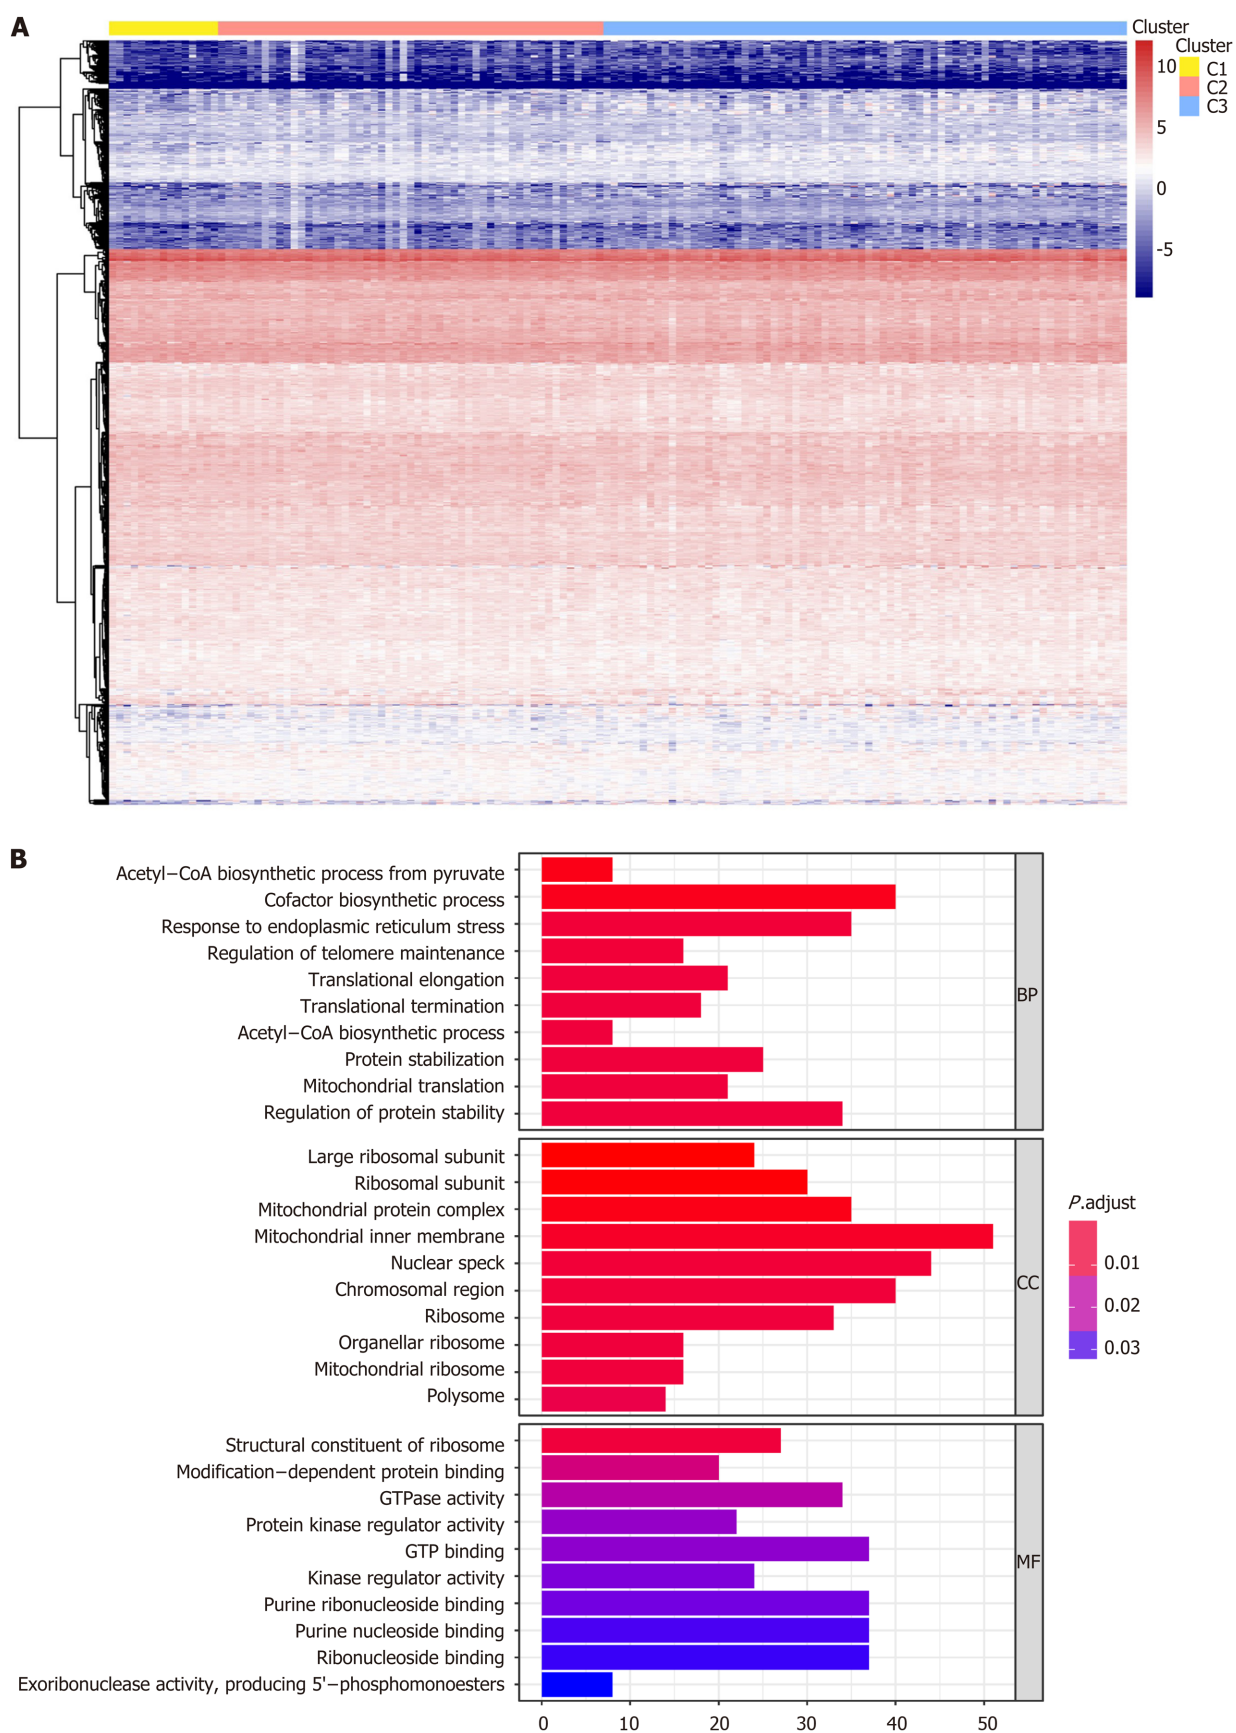 A
Cluster
Cluster
10
5
0
-5
C1
C2
C3
B
Acetyl−CoA biosynthetic process from pyruvate
Cofactor biosynthetic process
Response to endoplasmic reticulum stress
Regulation of telomere maintenance
Translational elongation
Translational termination
Acetyl−CoA biosynthetic process
Protein stabilization
Mitochondrial translation
Regulation of protein stability
BP
Large ribosomal subunit
Ribosomal subunit
Mitochondrial protein complex
Mitochondrial inner membrane
Nuclear speck
Chromosomal region
Ribosome
Organellar ribosome
Mitochondrial ribosome
Polysome
CC
P.adjust
0.01
0.02
0.03
Structural constituent of ribosome
Modification−dependent protein binding
GTPase activity
Protein kinase regulator activity
GTP binding
Kinase regulator activity
Purine ribonucleoside binding
Purine nucleoside binding
Ribonucleoside binding
Exoribonuclease activity, producing 5'−phosphomonoesters
MF
0 10 20 30 40 50